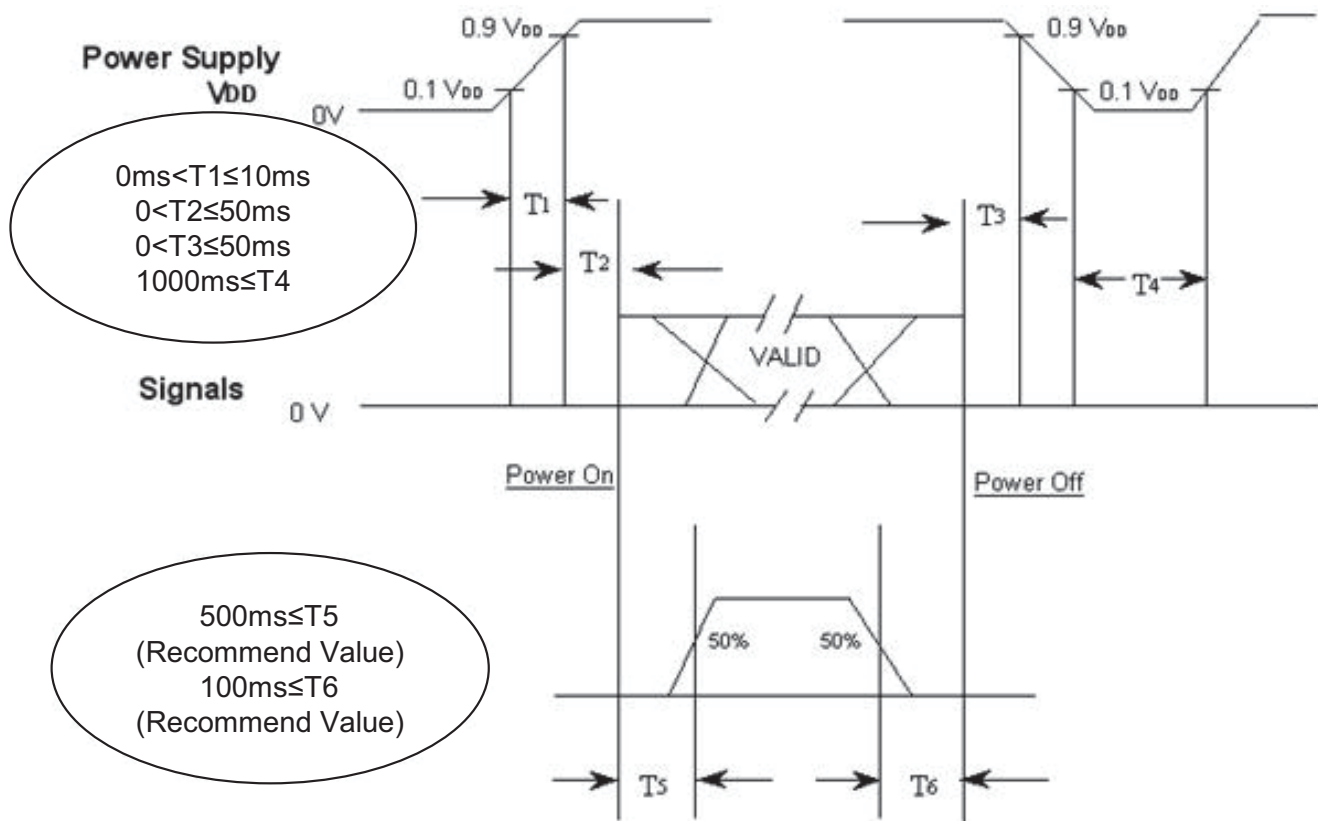 0.9 VDD
0.9 VDD
Power Supply
VDD
0.1 VDD
0.1 VDD
0V
0ms<T1≤10ms
0<T2≤50ms
0<T3≤50ms
1000ms≤T4
T1
T3
T2
T4
VALID
Signals
0 V
Power On
Power Off
500ms≤T5
(Recommend Value)
100ms≤T6
(Recommend Value)
50%
50%
T5
T6